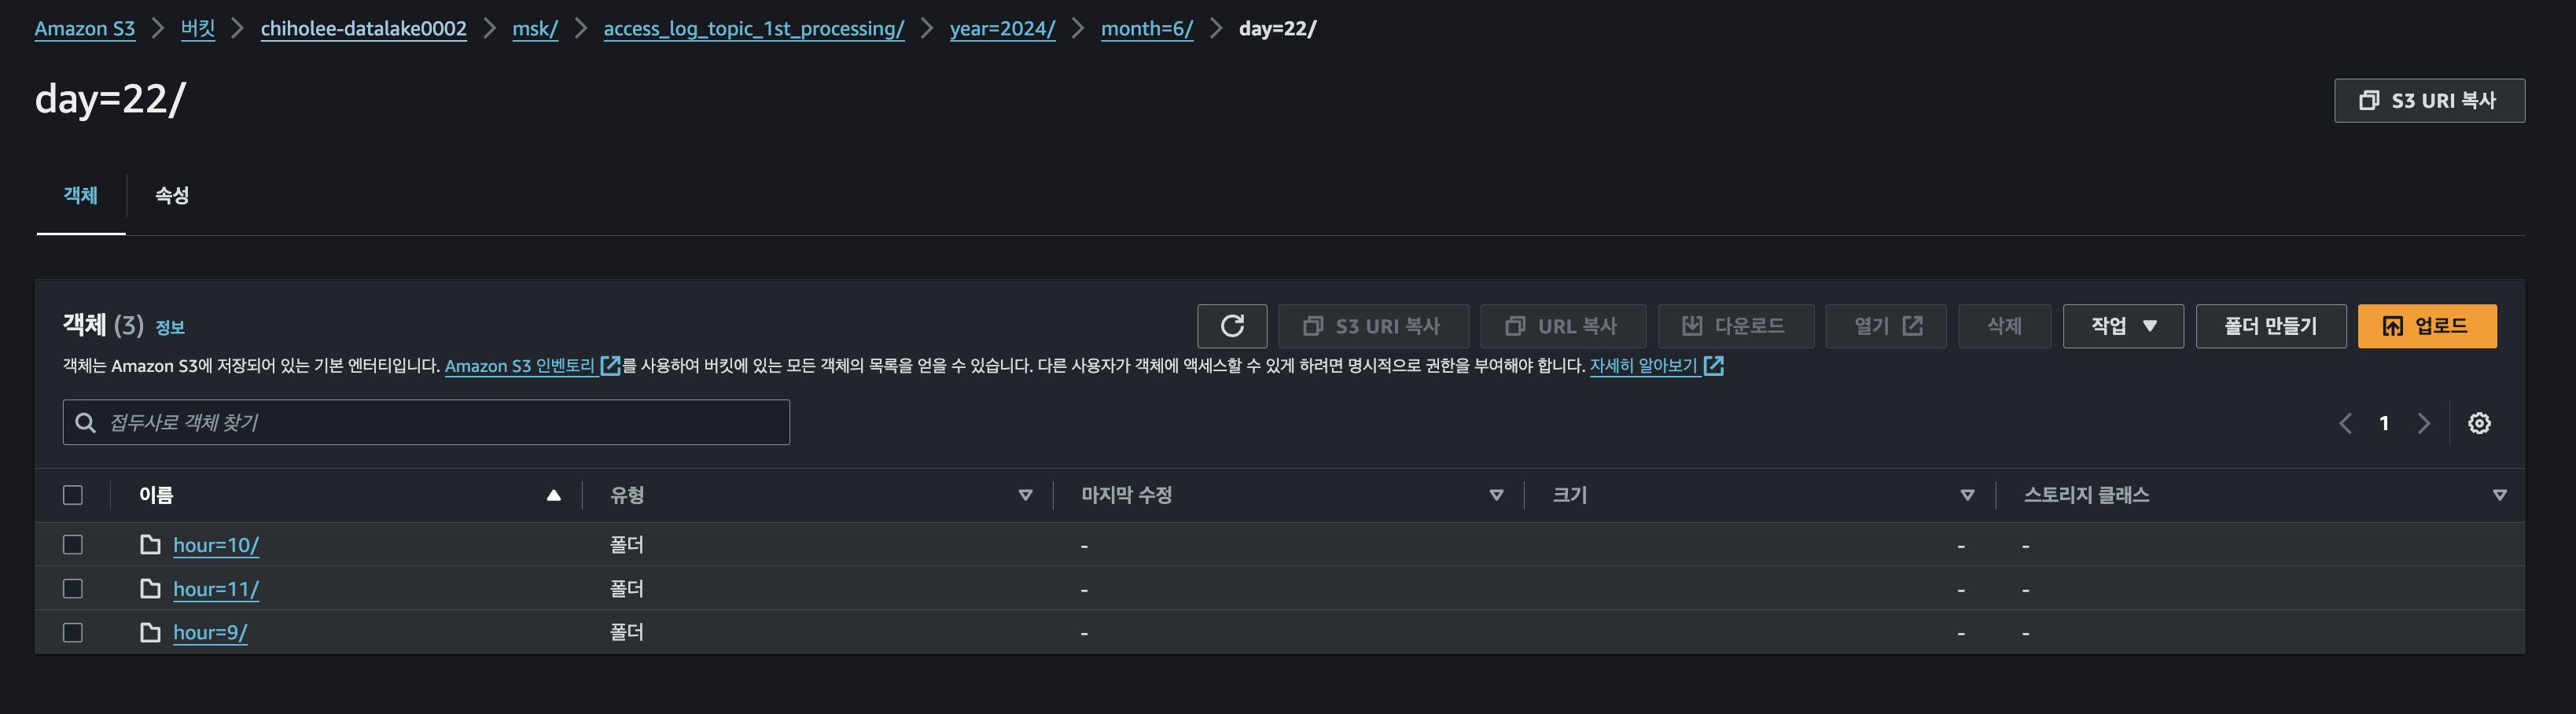 Amazon S3 > 버킷 > chiholee-datalake0002 > msk/ > access_log_topic_1st_processing/ > year=2024/ > month=6/ > day=22/
day=22/
S3 URI 복사
객체 속성
객체 (3) 정보
S3 URI 복사 URL 복사 다운로드 열기 삭제 작업 폴더 만들기 업로드
객체는 Amazon S3에 저장되어 있는 기본 엔터티입니다. Amazon S3 인벤토리를 사용하여 버킷에 있는 모든 객체의 목록을 얻을 수 있습니다. 다른 사용자가 객체에 액세스할 수 있게 하려면 명시적으로 권한을 부여해야 합니다. 자세히 알아보기
접두사로 객체 찾기
1
이름 유형 마지막 수정 크기 스토리지 클래스
hour=10/ 폴더 - - -
hour=11/ 폴더 - - -
hour=9/ 폴더 - - -